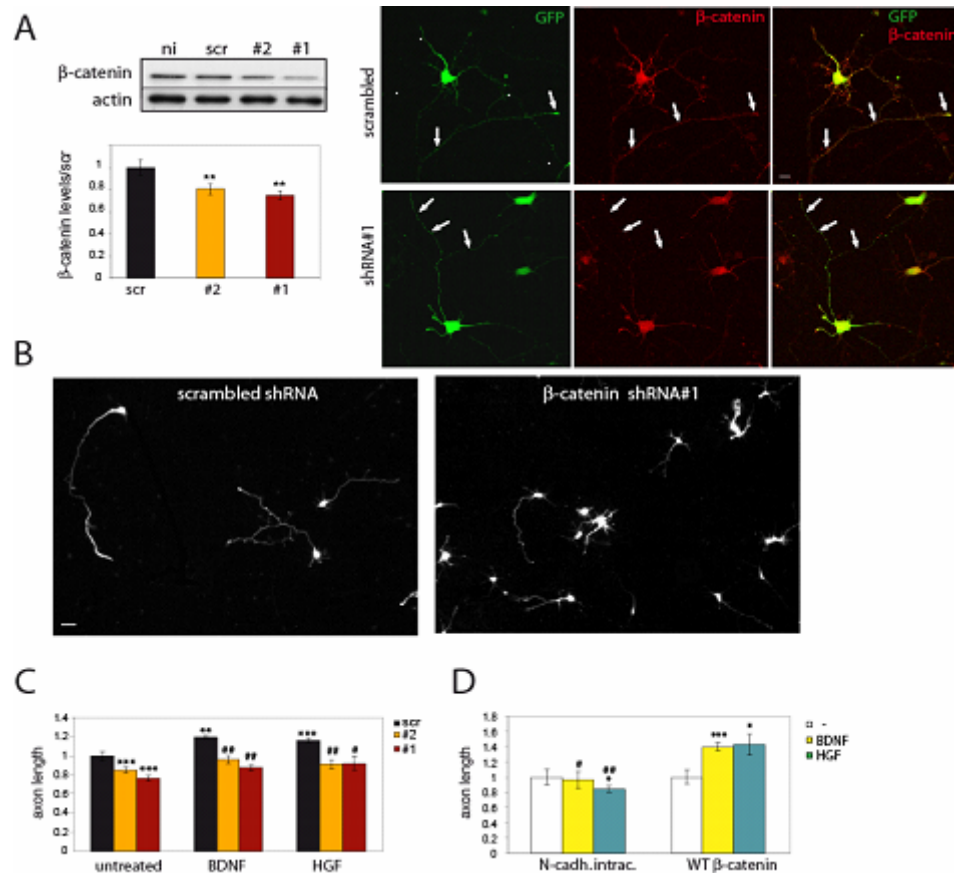 A
ni scr #2 #1
β-catenin
actin
β-catenin levels/scr
1
0.8
0.6
0.4
0.2
0
** **
scr #2 #1
GFP β-catenin GFP
β-catenin
scrambled
shRNA#1
B
scrambled shRNA
β-catenin shRNA#1
C
axon length
1.4
1.2
1
0.8
0.6
0.4
0.2
0
*** ***
** ## ##
*** ## #
untreated BDNF HGF
scr
#2
#1
D
axon length
1.8
1.6
1.4
1.2
1
0.8
0.6
0.4
0.2
0
# ## *
*** *
N-cadh.intrac. WT β-catenin
-
BDNF
HGF